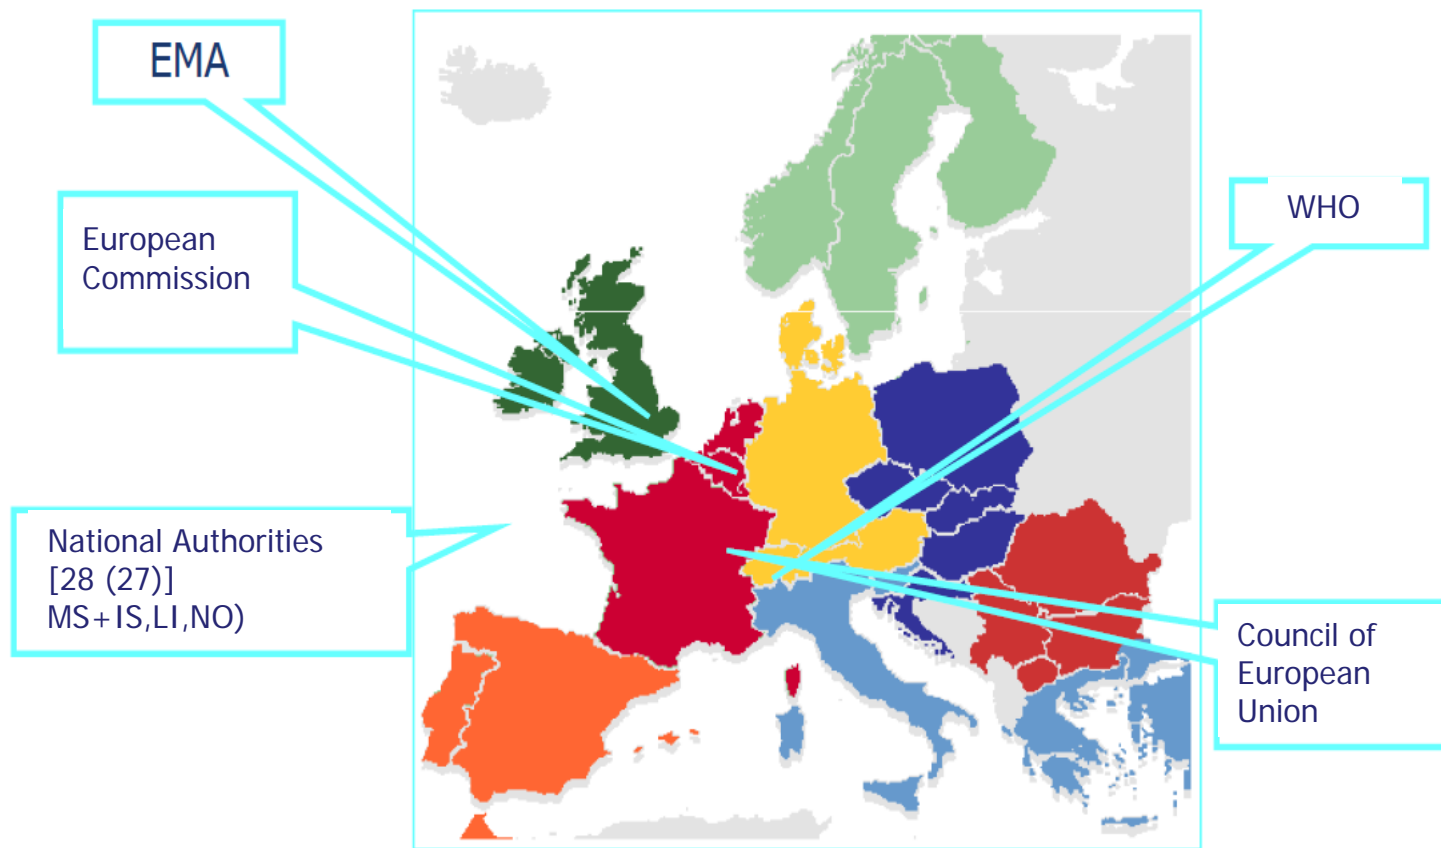 EMA
European
Commission
WHO
National Authorities
[28 (27)]
MS+IS,LI,NO)
Council of
European
Union